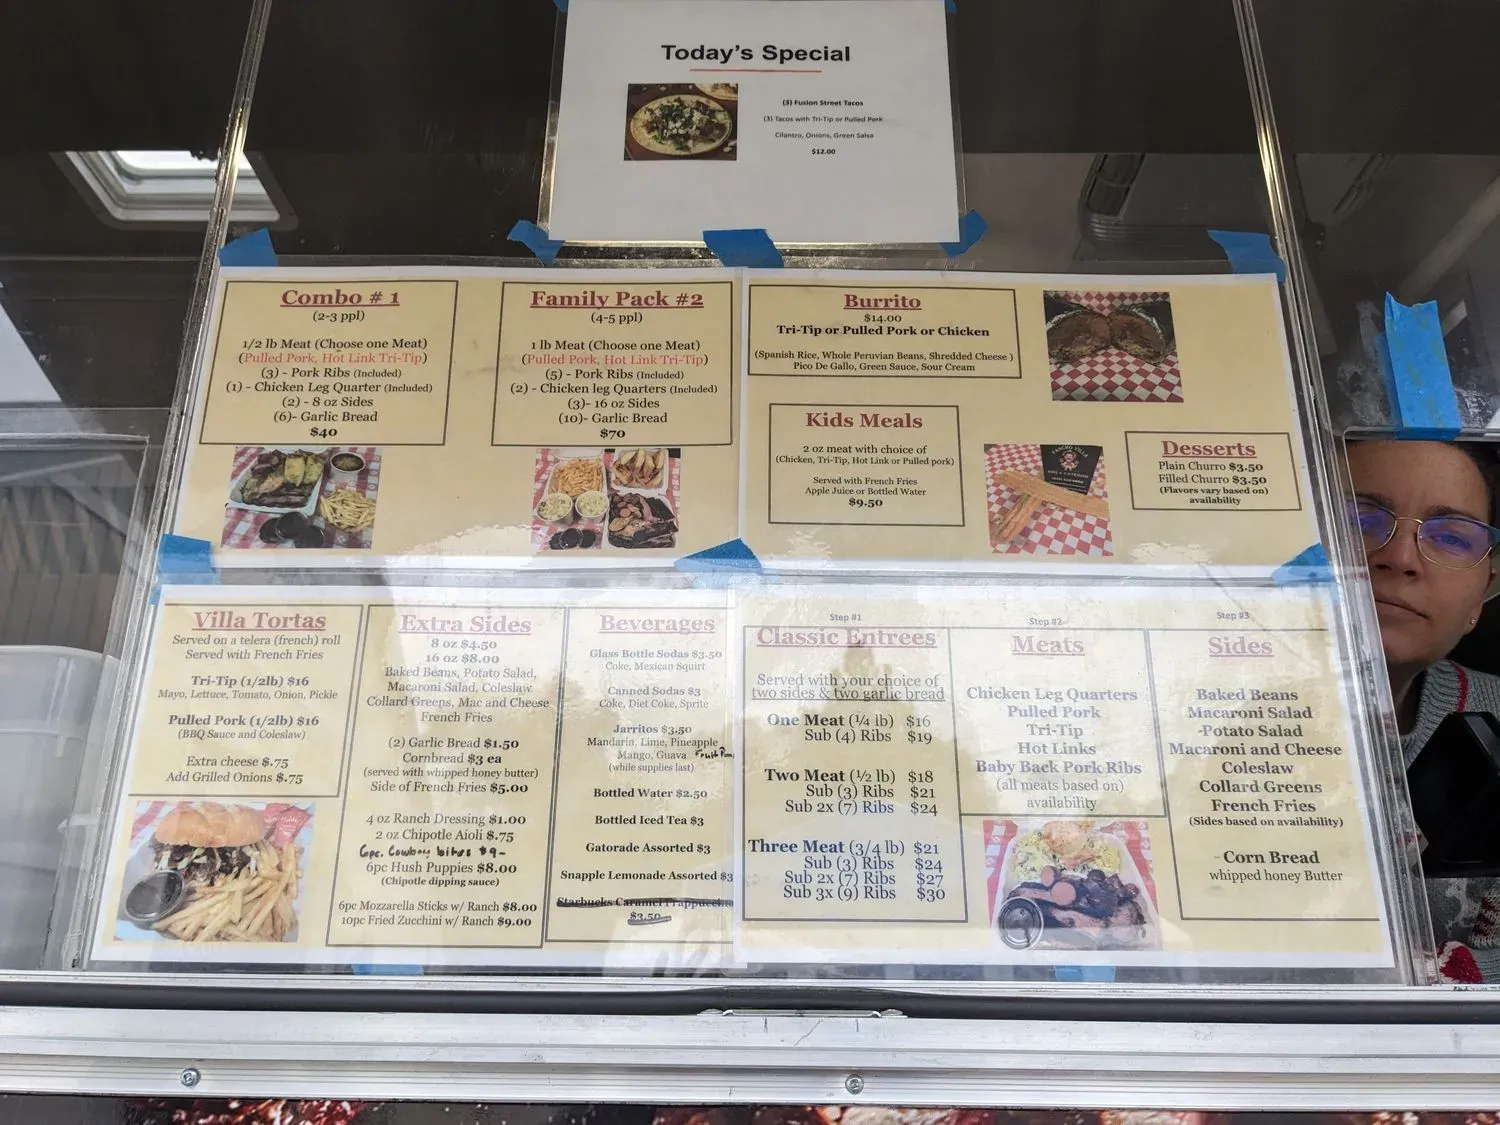 Today's Special
(3) Fusion Street Tacos
(3) Tacos with Tri-Tip or Pulled Pork
Cilantro, Onions, Green Salsa
$12.00
Combo # 1
(2-3 ppl)
1/2 lb Meat (Choose one Meat)
(Pulled Pork, Hot Link Tri-Tip)
(3) - Pork Ribs (Included)
(1) - Chicken Leg Quarter (Included)
(2) - 8 oz Sides
(6)- Garlic Bread
$40
Family Pack #2
(4-5 ppl)
1 lb Meat (Choose one Meat)
(Pulled Pork, Hot Link Tri-Tip)
(5) - Pork Ribs (Included)
(2) - Chicken leg Quarters (Included)
(3)- 16 oz Sides
(10)- Garlic Bread
$70
Burrito
$14.00
Tri-Tip or Pulled Pork or Chicken
(Spanish Rice, Whole Peruvian Beans, Shredded Cheese )
Pico De Gallo, Green Sauce, Sour Cream
Kids Meals
2 oz meat with choice of
(Chicken, Tri-Tip, Hot Link or Pulled pork)
Served with French Fries
Apple Juice or Bottled Water
$9.50
Desserts
Plain Churro $3.50
Filled Churro $3.50
(Flavors vary based on)
availability
Villa Tortas
Served on a telera (french) roll
Served with French Fries
Tri-Tip (1/2lb) $16
Mayo, Lettuce, Tomato, Onion, Pickle
Pulled Pork (1/2lb) $16
(BBQ Sauce and Coleslaw)
Extra cheese $.75
Add Grilled Onions $.75
Extra Sides
8 oz $4.50
16 oz $8.00
Baked Beans, Potato Salad,
Macaroni Salad, Coleslaw
Collard Greens, Mac and Cheese
French Fries
(2) Garlic Bread $1.50
Cornbread $3 ea
(served with whipped honey butter)
Side of French Fries $5.00
4 oz Ranch Dressing $1.00
2 oz Chipotle Aioli $.75
6pc. Cowboy bites $9-
6pc Hush Puppies $8.00
(Chipotle dipping sauce)
6pc Mozzarella Sticks w/ Ranch $8.00
10pc Fried Zucchini w/ Ranch $9.00
Beverages
Glass Bottle Sodas $3.50
Coke, Mexican Squirt
Canned Sodas $3
Coke, Diet Coke, Sprite
Jarritos $3.50
Mandarin, Lime, Pineapple
Mango, Guava. Fruit Pun
(while supplies last)
Bottled Water $2.50
Bottled Iced Tea $3
Gatorade Assorted $3
Snapple Lemonade Assorted $3
Starbucks Caramel Frappuccino
$3.50
Step #1
Classic Entrees
Served with your choice of
two sides & two garlic bread
One Meat (¼ lb) $16
Sub (4) Ribs $19
Two Meat (½ lb) $18
Sub (3) Ribs $21
Sub 2x (7) Ribs $24
Three Meat (3/4 lb) $21
Sub (3) Ribs $24
Sub 2x (7) Ribs $27
Sub 3x (9) Ribs $30
Step #2
Meats
Chicken Leg Quarters
Pulled Pork
Tri-Tip
Hot Links
Baby Back Pork Ribs
(all meats based on)
availability
Step #3
Sides
Baked Beans
Macaroni Salad
-Potato Salad
Macaroni and Cheese
Coleslaw
Collard Greens
French Fries
(Sides based on availability)
- Corn Bread
whipped honey Butter